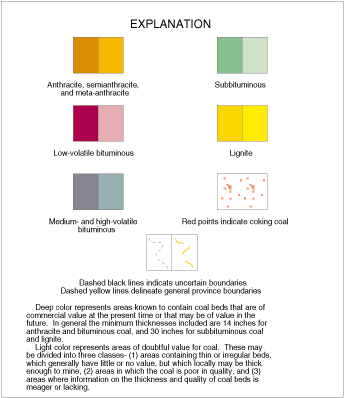 EXPLANATION
Anthracite, semianthracite,
and meta-anthracite
Subbituminous
Low-volatile bituminous
Lignite
Medium- and high-volatile
bituminous
Red points indicate coking coal
Dashed black lines indicate uncertain boundaries
Dashed yellow lines delineate general province boundaries
Deep color represents areas known to contain coal beds that are of
commercial value at the present time or that may be of value in the
future. In general the minimum thicknesses included are 14 inches for
anthracite and bituminous coal, and 30 inches for subbituminous coal
and lignite.
Light color represents areas of doubtful value for coal. These may
be divided into three classes- (1) areas containing thin or irregular beds,
which generally have little or no value, but which locally may be thick
enough to mine, (2) areas in which the coal is poor in quality, and (3)
areas where information on the thickness and quality of coal beds is
meager or lacking.